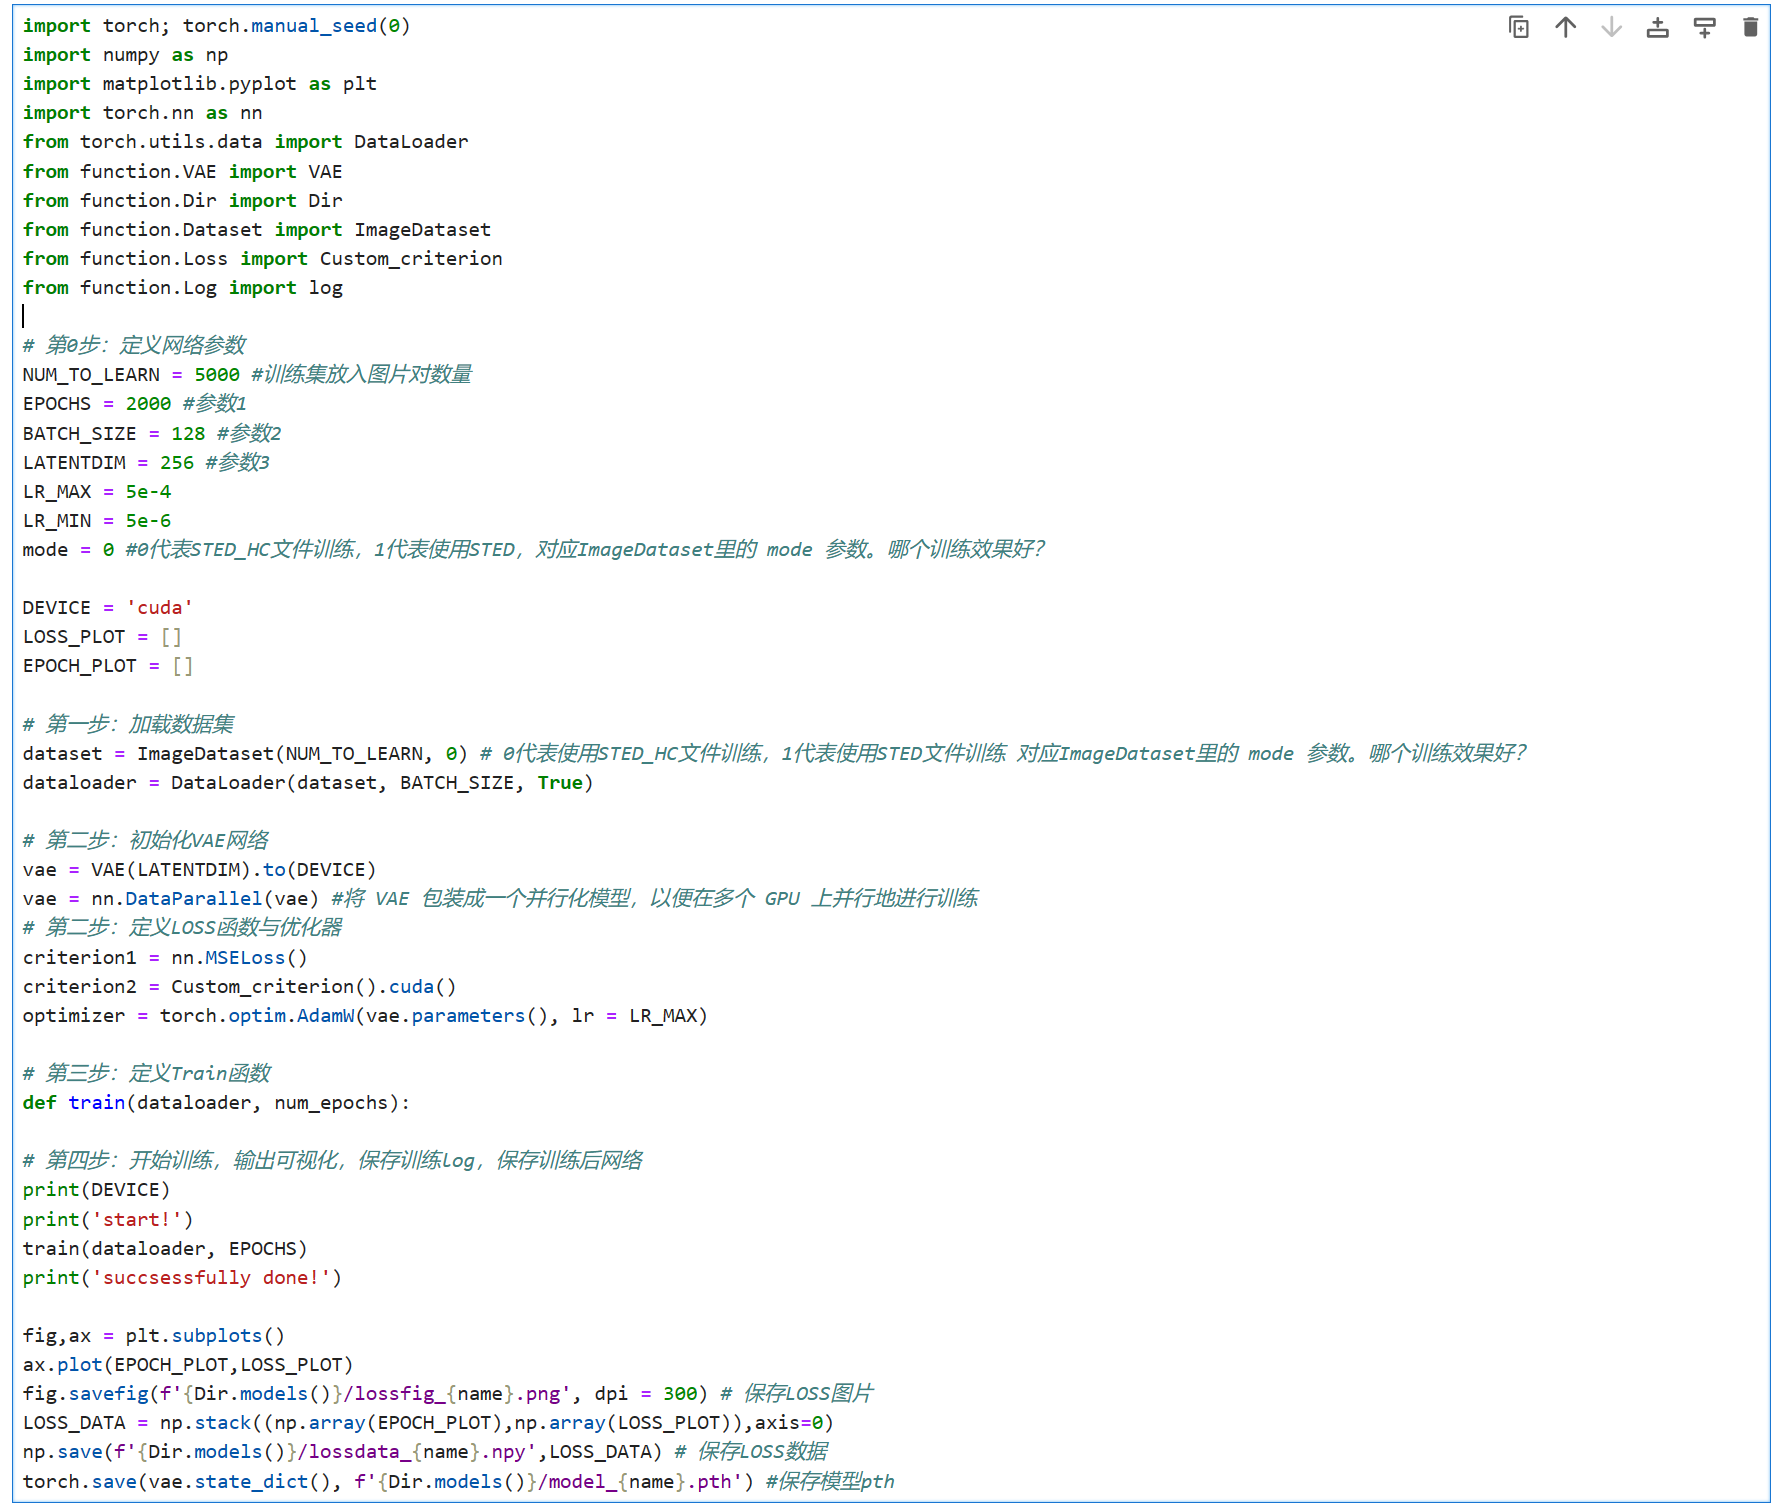 import torch; torch.manual_seed(0)
import numpy as np
import matplotlib.pyplot as plt
import torch.nn as nn
from torch.utils.data import DataLoader
from function.VAE import VAE
from function.Dir import Dir
from function.Dataset import ImageDataset
from function.Loss import Custom_criterion
from function.Log import log
# 第0步：定义网络参数
NUM_TO_LEARN = 5000 #训练集放入图片对数量
EPOCHS = 2000 #参数1
BATCH_SIZE = 128 #参数2
LATENTDIM = 256 #参数3
LR_MAX = 5e-4
LR_MIN = 5e-6
mode = 0 #0代表STED_HC文件训练，1代表使用STED，对应ImageDataset里的 mode 参数。哪个训练效果好？
DEVICE = 'cuda'
LOSS_PLOT = []
EPOCH_PLOT = []
# 第一步：加载数据集
dataset = ImageDataset(NUM_TO_LEARN, 0) # 0代表使用STED_HC文件训练，1代表使用STED文件训练 对应ImageDataset里的 mode 参数。哪个训练效果好？
dataloader = DataLoader(dataset, BATCH_SIZE, True)
# 第二步：初始化VAE网络
vae = VAE(LATENTDIM).to(DEVICE)
vae = nn.DataParallel(vae) #将 VAE 包装成一个并行化模型，以便在多个 GPU 上并行地进行训练
# 第二步：定义LOSS函数与优化器
criterion1 = nn.MSELoss()
criterion2 = Custom_criterion().cuda()
optimizer = torch.optim.AdamW(vae.parameters(), lr = LR_MAX)
# 第三步：定义Train函数
def train(dataloader, num_epochs):
# 第四步：开始训练，输出可视化，保存训练log，保存训练后网络
print(DEVICE)
print('start!')
train(dataloader, EPOCHS)
print('succsessfully done!')
fig,ax = plt.subplots()
ax.plot(EPOCH_PLOT,LOSS_PLOT)
fig.savefig(f'{Dir.models()}/lossfig_{name}.png', dpi = 300) # 保存LOSS图片
LOSS_DATA = np.stack((np.array(EPOCH_PLOT),np.array(LOSS_PLOT)),axis=0)
np.save(f'{Dir.models()}/lossdata_{name}.npy',LOSS_DATA) # 保存LOSS数据
torch.save(vae.state_dict(), f'{Dir.models()}/model_{name}.pth') #保存模型pth